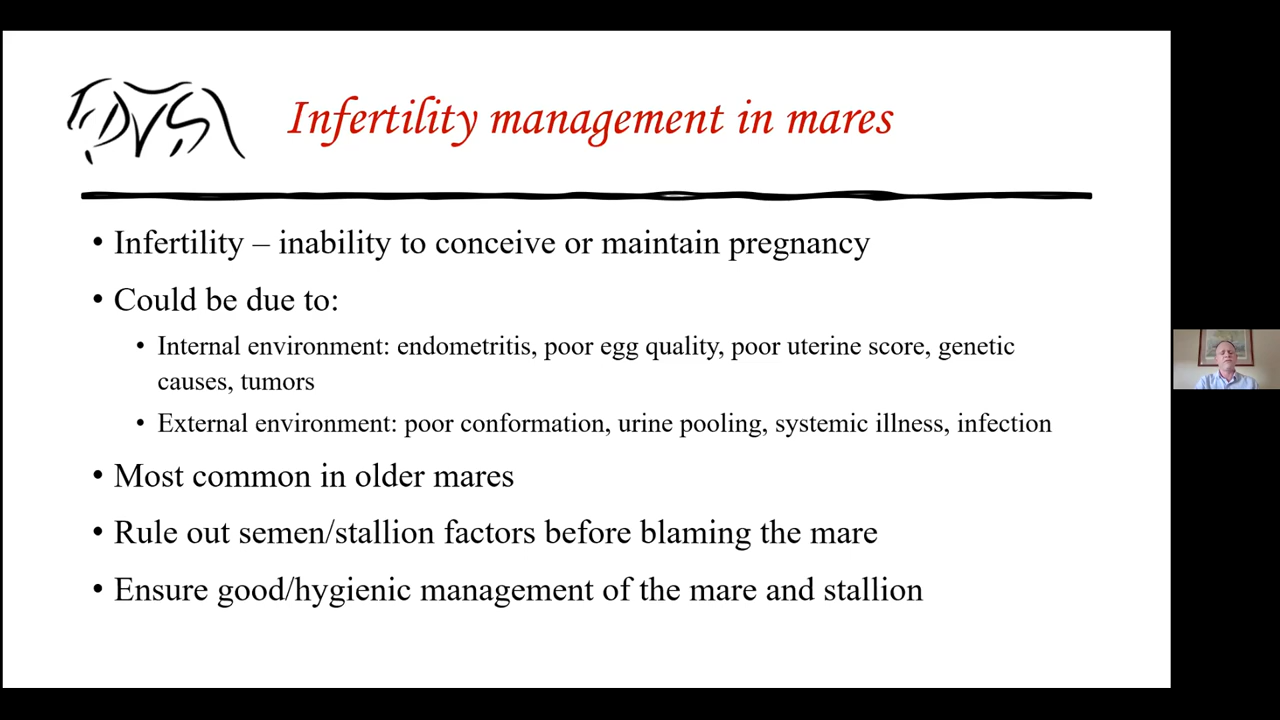 FDVS
Infertility management in mares
• Infertility – inability to conceive or maintain pregnancy
• Could be due to:
• Internal environment: endometritis, poor egg quality, poor uterine score, genetic
causes, tumors
• External environment: poor conformation, urine pooling, systemic illness, infection
• Most common in older mares
• Rule out semen/stallion factors before blaming the mare
• Ensure good/hygienic management of the mare and stallion